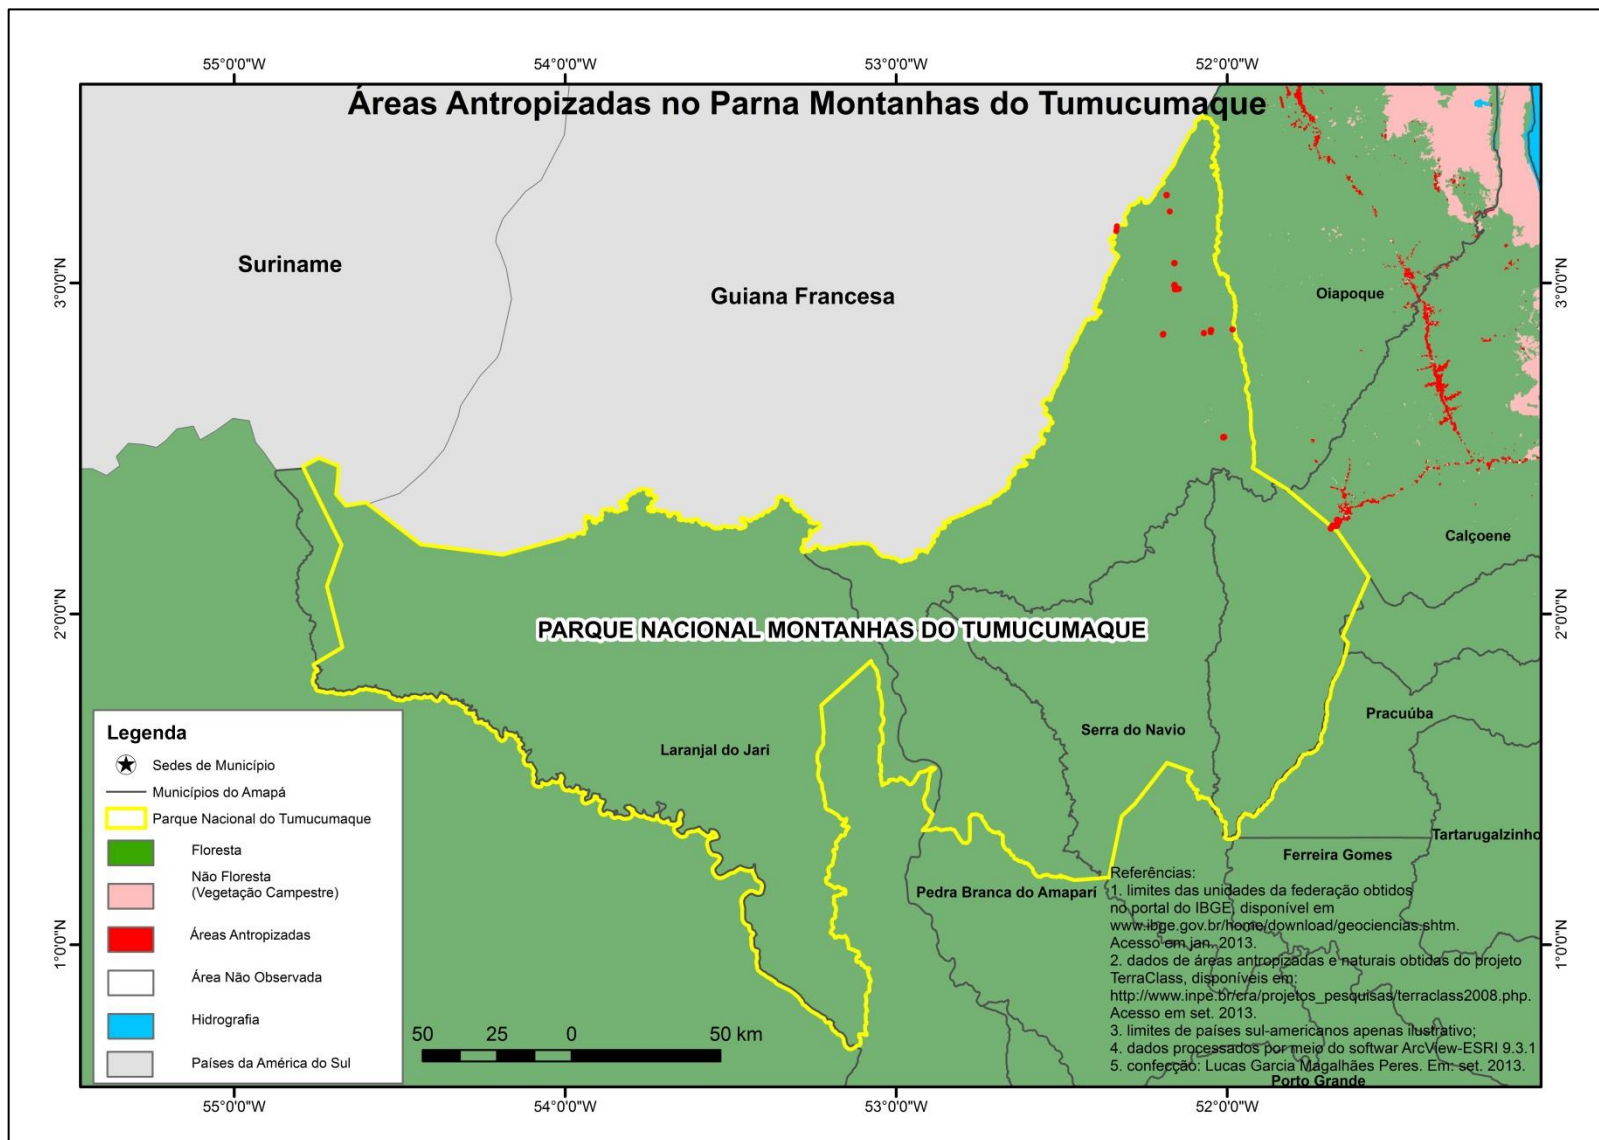 55°0'0"W
54°0'0"W
53°0'0"W
52°0'0"W
Áreas Antropizadas no Parna Montanhas do Tumucumaque
Suriname
Guiana Francesa
Oiapoque
3°0'0"N
3°0'0"N
Calçoene
2°0'0"N
PARQUE NACIONAL MONTANHAS DO TUMUCUMAQUE
2°0'0"N
Pracuúba
Serra do Navio
Laranjal do Jari
Tartarugalzinho
Ferreira Gomes
Pedra Branca do Amaparí
1°0'0"N
1°0'0"N
Legenda
Sedes de Município
Municípios do Amapá
Parque Nacional do Tumucumaque
Floresta
Não Floresta
(Vegetação Campestre)
Áreas Antropizadas
Área Não Observada
Hidrografia
Países da América do Sul
50 25 0 50 km
Referências:
1. limites das unidades da federação obtidos
no portal do IBGE, disponível em
www.ibge.gov.br/home/download/geociencias.shtm.
Acesso em jan. 2013.
2. dados de áreas antropizadas e naturais obtidas do projeto
TerraClass, disponíveis em:
http://www.inpe.br/cra/projetos_pesquisas/terraclass2008.php.
Acesso em set. 2013.
3. limites de países sul-americanos apenas ilustrativo;
4. dados processados por meio do softwar ArcView-ESRI 9.3.1
5. confecção: Lucas Garcia Magalhães Peres. Em: set. 2013.
Porto Grande
55°0'0"W
54°0'0"W
53°0'0"W
52°0'0"W